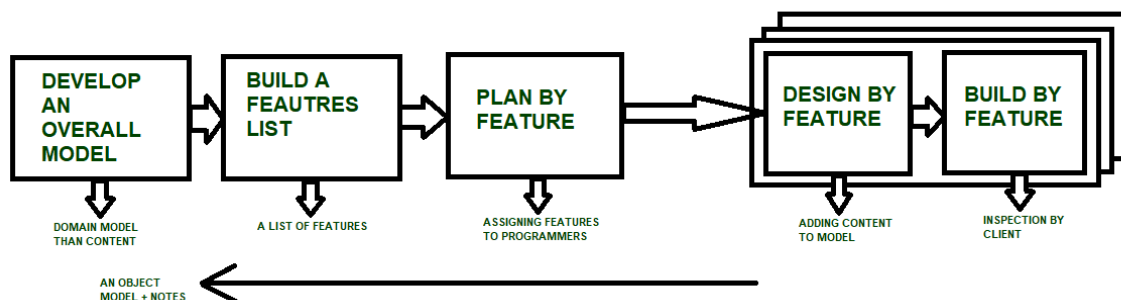 DEVELOP
AN
OVERALL
MODEL
BUILD A
FEAUTRES
LIST
PLAN BY
FEATURE
DESIGN BY
FEATURE
BUILD BY
FEATURE
DOMAIN MODEL
THAN CONTENT
A LIST OF FEATURES
ASSIGNING FEATURES
TO PROGRAMMERS
ADDING CONTENT
TO MODEL
INSPECTION BY
CLIENT
AN OBJECT
MODEL + NOTES